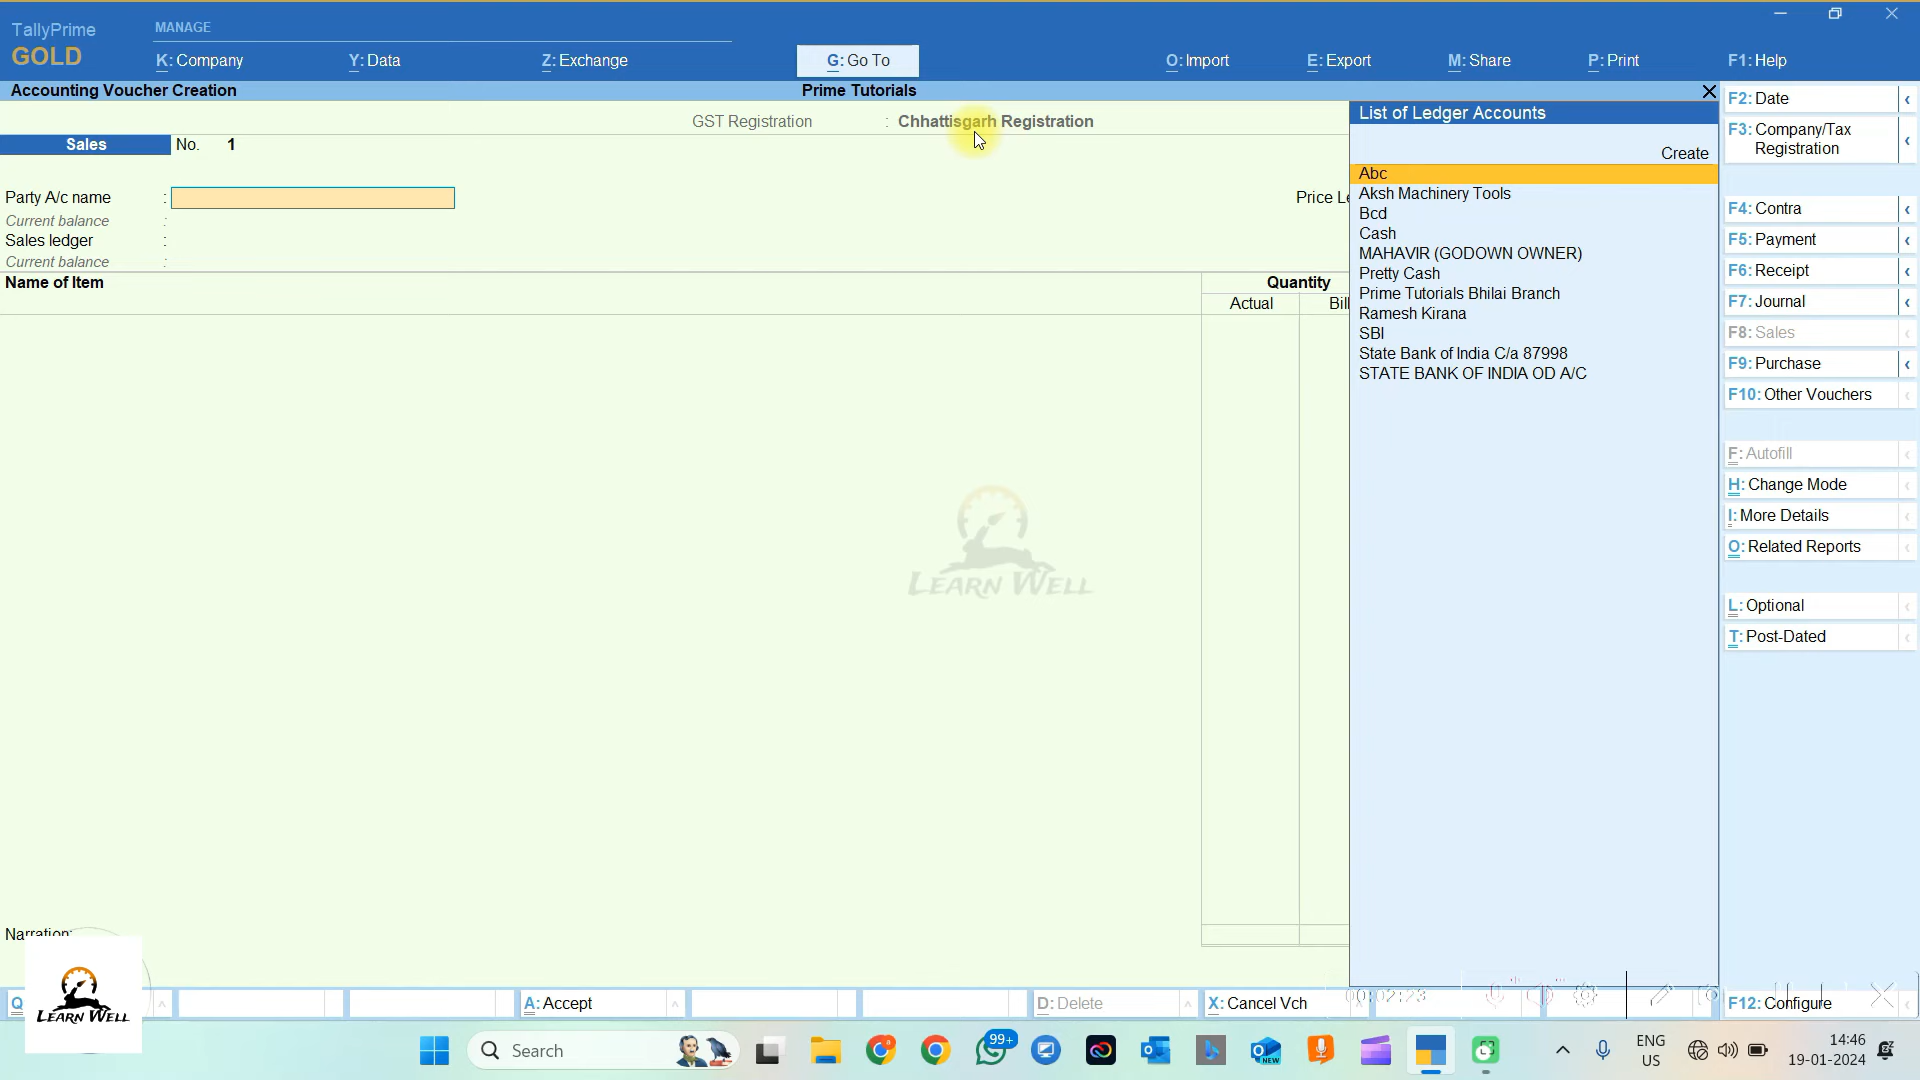 TallyPrime
GOLD
MANAGE
K: Company
Y: Data
Z: Exchange
G: Go To
O: Import
E: Export
M: Share
P: Print
F1: Help
Accounting Voucher Creation
Prime Tutorials
GST Registration : Chhattisgarh Registration
Sales No. 1
Party A/c name :
Price Le
Current balance :
Sales ledger :
Current balance :
Name of Item
Quantity
Actual
Bill
List of Ledger Accounts
Create
Abc
Aksh Machinery Tools
Bcd
Cash
MAHAVIR (GODOWN OWNER)
Pretty Cash
Prime Tutorials Bhilai Branch
Ramesh Kirana
SBI
State Bank of India C/a 87998
STATE BANK OF INDIA OD A/C
F2: Date
F3: Company/Tax
Registration
F4: Contra
F5: Payment
F6: Receipt
F7: Journal
F8: Sales
F9: Purchase
F10: Other Vouchers
F: Autofill
H: Change Mode
I: More Details
O: Related Reports
L: Optional
T: Post-Dated
LEARN WELL
Narration:
LEARN WELL
Q
A: Accept
D: Delete
X: Cancel Vch
00:02:23
F12: Configure
Search
99+
NEW
ENG
US
14:46
19-01-2024